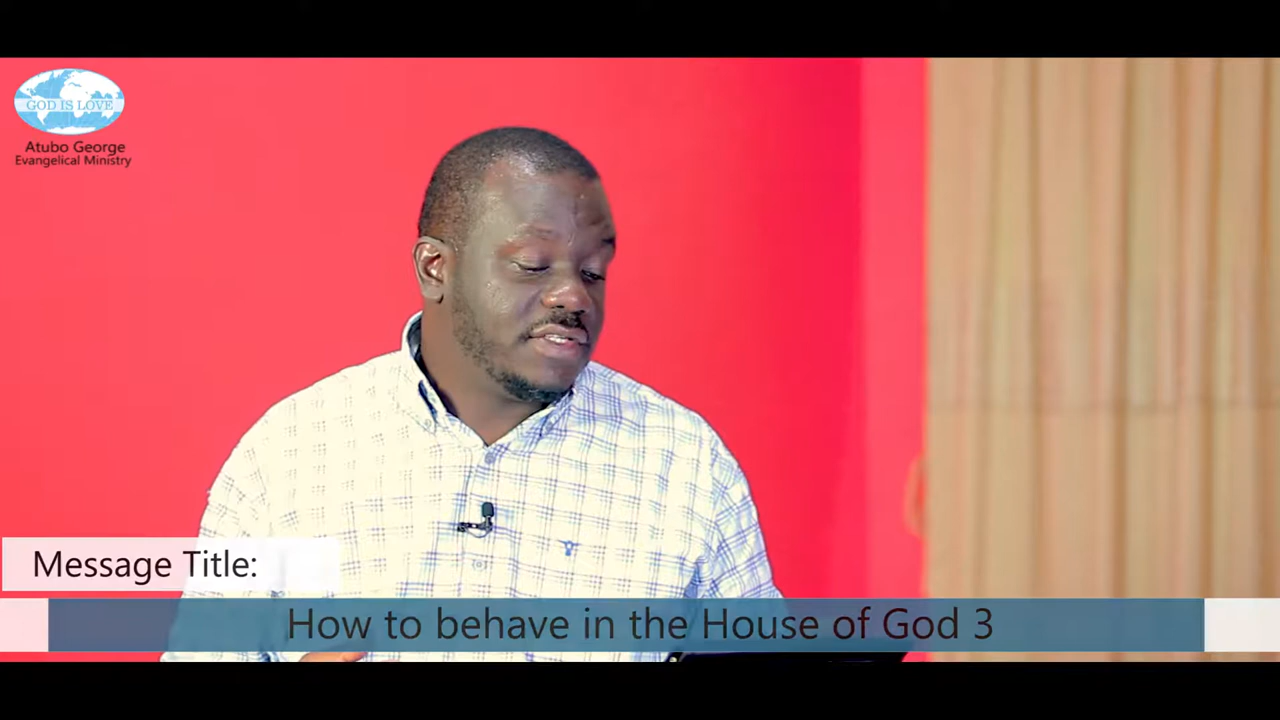 GOD IS LOVE
Atubo George
Evangelical Ministry
Message Title:
How to behave in the House of God 3